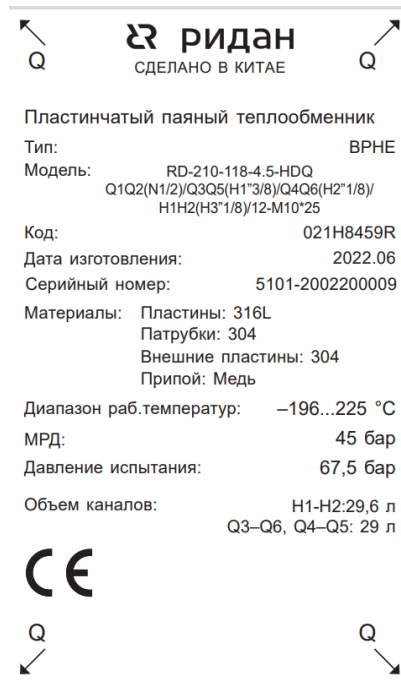 Q
ридан
Q
СДЕЛАНО В КИТАЕ
Пластинчатый паяный теплообменник
Тип: BPHE
Модель: RD-210-118-4.5-HDQ
Q1Q2(N1/2)/Q3Q5(H1"3/8)/Q4Q6(H2"1/8)/
H1H2(H3"1/8)/12-M10*25
Код: 021H8459R
Дата изготовления: 2022.06
Серийный номер: 5101-2002200009
Материалы: Пластины: 316L
Патрубки: 304
Внешние пластины: 304
Припой: Медь
Диапазон раб.температур: –196...225 °C
МРД: 45 бар
Давление испытания: 67,5 бар
Объем каналов: H1-H2:29,6 л
Q3–Q6, Q4–Q5: 29 л
CE
Q
Q